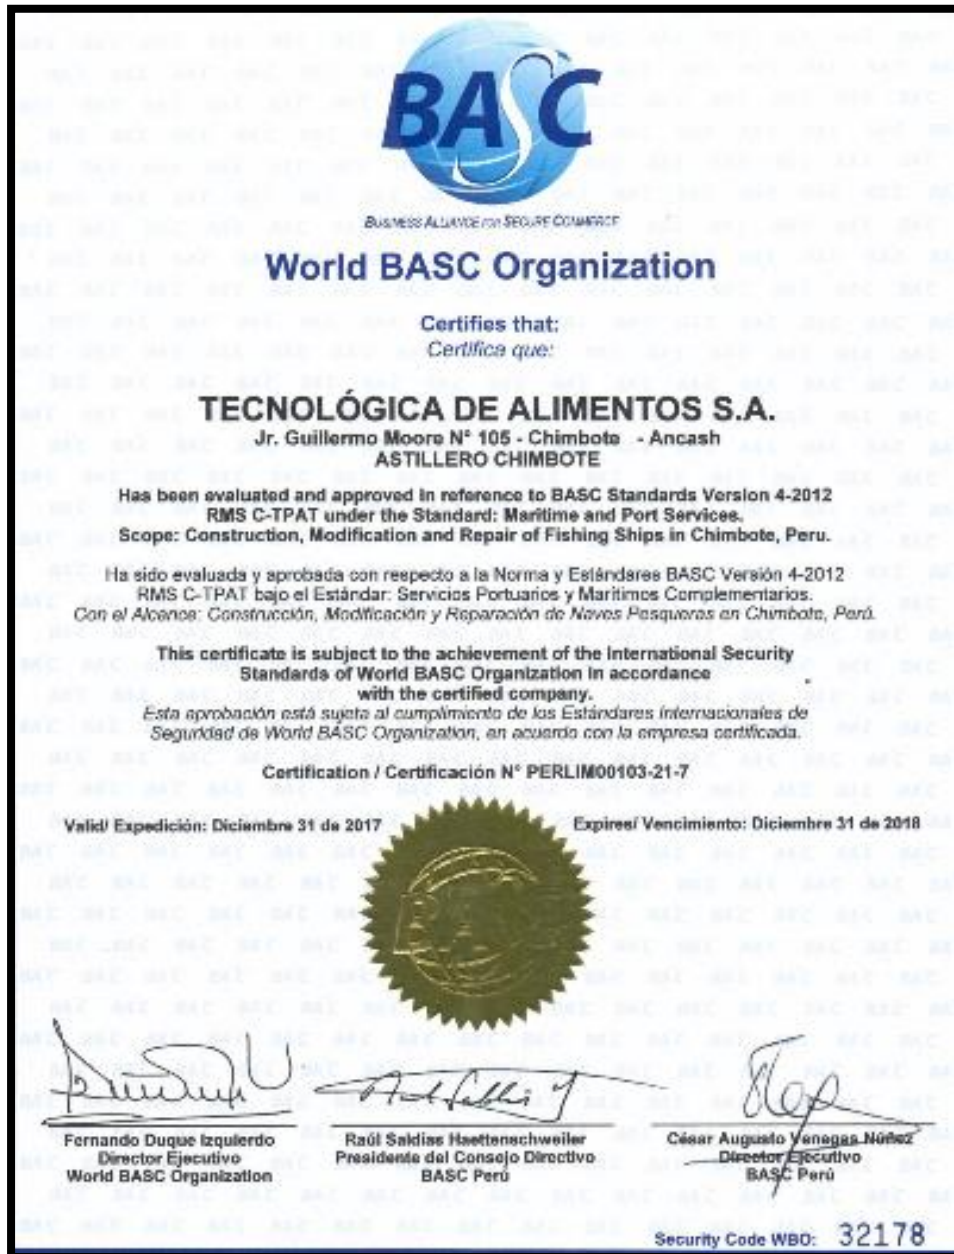 BASC
BUSINESS ALLIANCE FOR SECURE COMMERCE
World BASC Organization
Certifies that:
Certifica que:
TECNOLÓGICA DE ALIMENTOS S.A.
Jr. Guillermo Moore N° 105 - Chimbote - Ancash
ASTILLERO CHIMBOTE
Has been evaluated and approved in reference to BASC Standards Version 4-2012
RMS C-TPAT under the Standard: Maritime and Port Services.
Scope: Construction, Modification and Repair of Fishing Ships in Chimbote, Peru.
Ha sido evaluada y aprobada con respecto a la Norma y Estándares BASC Versión 4-2012
RMS C-TPAT bajo el Estándar: Servicios Portuarios y Marítimos Complementarios.
Con el Alcance: Construcción, Modificación y Reparación de Naves Pesqueras en Chimbote, Perú.
This certificate is subject to the achievement of the International Security
Standards of World BASC Organization in accordance
with the certified company.
Esta aprobación está sujeta al cumplimiento de los Estándares Internacionales de
Seguridad de World BASC Organization, en acuerdo con la empresa certificada.
Certification / Certificación N° PERLIM00103-21-7
Valid/ Expedición: Diciembre 31 de 2017
Expires/ Vencimiento: Diciembre 31 de 2018
Fernando Duque Izquierdo
Director Ejecutivo
World BASC Organization
Raúl Saldías Haettenschweiler
Presidente del Consejo Directivo
BASC Perú
César Augusto Venegas Núñez
Director Ejecutivo
BASC Perú
Security Code WBO: 32178